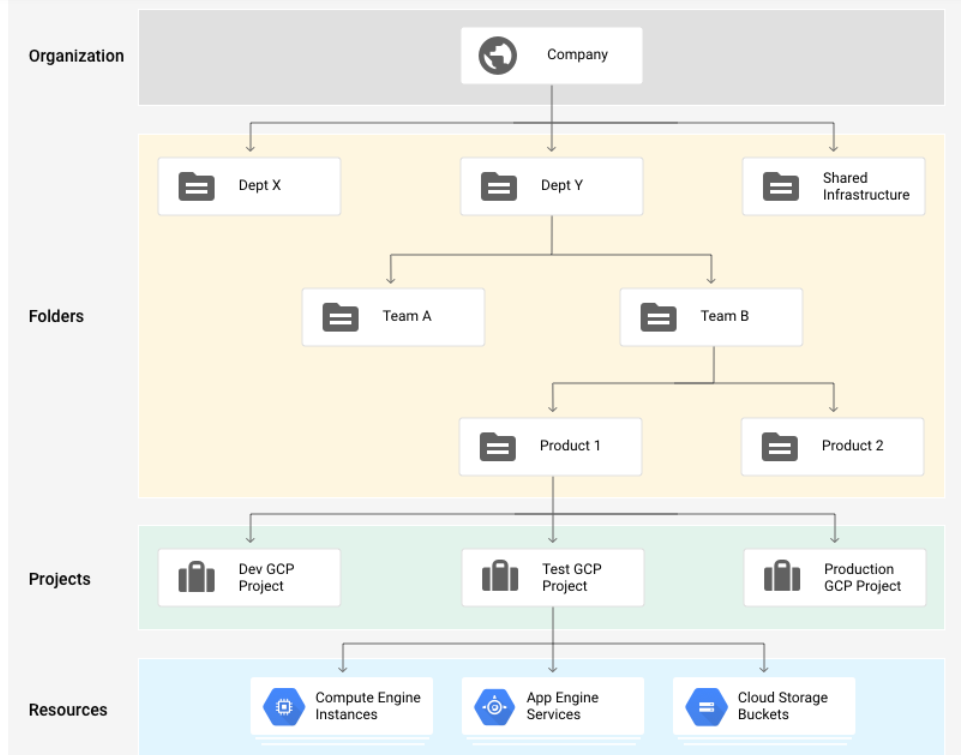 Organization
Company
Dept X
Dept Y
Shared
Infrastructure
Folders
Team A
Team B
Product 1
Product 2
Projects
Dev GCP
Project
Test GCP
Project
Production
GCP Project
Resources
Compute Engine
Instances
App Engine
Services
Cloud Storage
Buckets